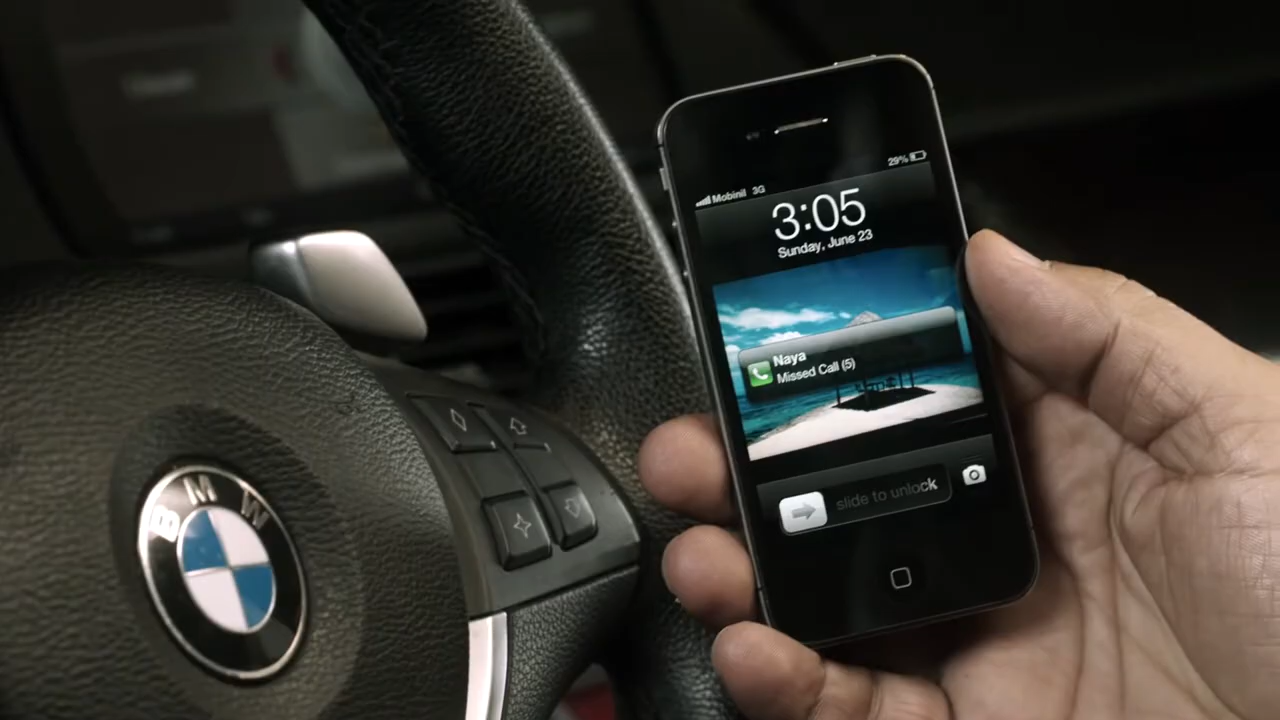 29%
Mobinil 3G
3:05
Sunday, June 23
Naya
Missed Call (5)
slide to unlock
BMW